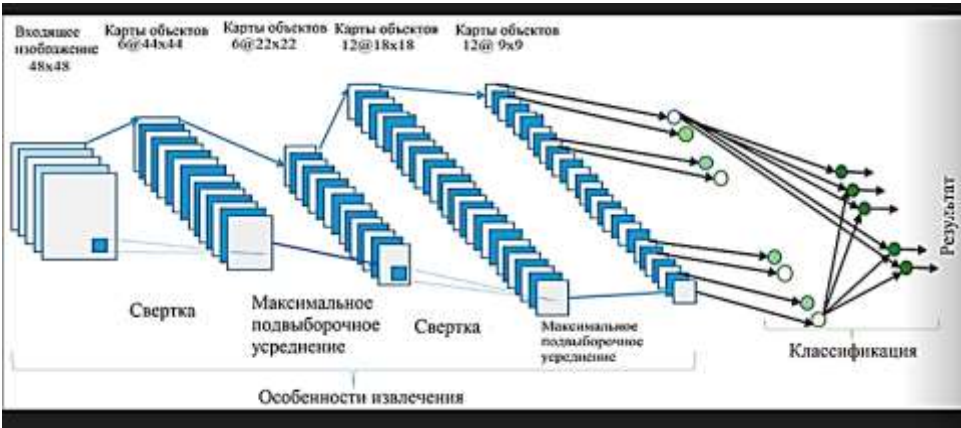 Входящее
изображение
48x48
Карты объектов
6@44x44
Карты объектов
6@22x22
Карты объектов
12@18x18
Карты объектов
12@ 9x9
Результат
Свертка
Максимальное
подвыборочное
усреднение
Свертка
Максимальное
подвыборочное
усреднение
Классификация
Особенности извлечения